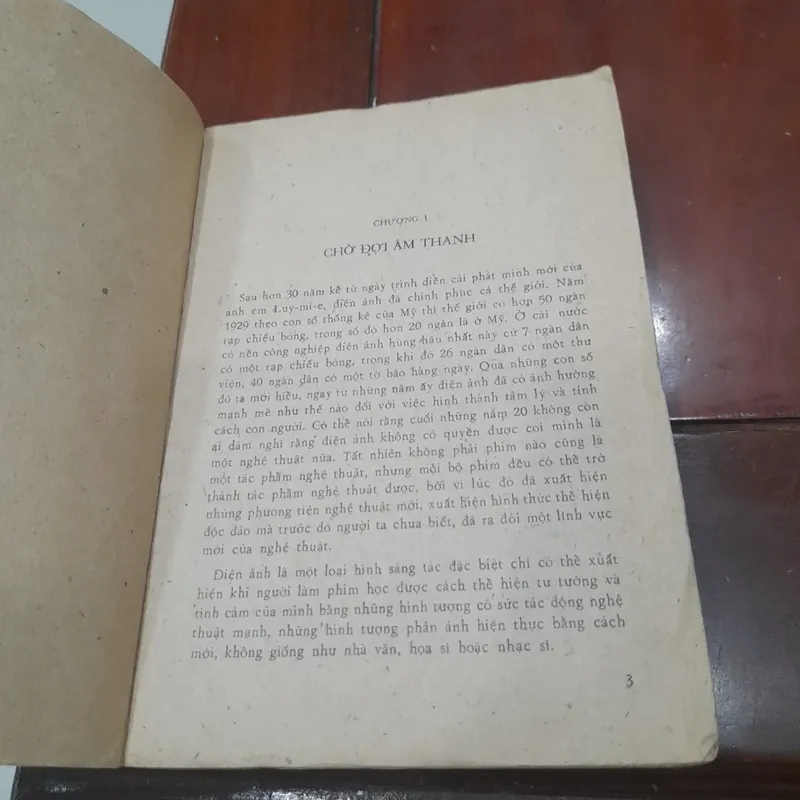 CHƯƠNG I
CHỜ ĐỢI ÂM THANH
Sau hơn 30 năm kể từ ngày trình diễn cái phát minh mới của
anh em Luy-mi-e, điện ảnh đã chinh phục cả thế giới. Năm
1929 theo con số thống kê của Mỹ thì thế giới có hơn 50 ngàn
rạp chiếu bóng, trong số đó hơn 20 ngàn là ở Mỹ. Ở cái nước
có nền công nghiệp điện ảnh hùng hậu nhất này cứ 7 ngàn dân
có một rạp chiếu bóng, trong khi đó 26 ngàn dân có một thư
viện, 40 ngàn dân có một tờ báo hàng ngày. Qua những con số
đó ta mới hiểu, ngay từ những năm ấy điện ảnh đã có ảnh hưởng
mạnh mẽ như thế nào đối với việc hình thành tâm lý và tính
cách con người. Có thể nói rằng cuối những năm 20 không còn
ai dám nghĩ rằng điện ảnh không có quyền được coi mình là
một nghệ thuật nữa. Tất nhiên không phải phim nào cũng là
một tác phẩm nghệ thuật, nhưng mỗi bộ phim đều có thể trở
thành tác phẩm nghệ thuật được, bởi vì lúc đó đã xuất hiện
những phương tiện nghệ thuật mới, xuất hiện hình thức thể hiện
độc đáo mà trước đó người ta chưa biết, đã ra đời một lĩnh vực
mới của nghệ thuật.
Điện ảnh là một loại hình sáng tác đặc biệt chỉ có thể xuất
hiện khi người làm phim học được cách thể hiện tư tưởng và
tình cảm của mình bằng những hình tượng có sức tác động nghệ
thuật mạnh, những hình tượng phản ánh hiện thực bằng cách
mới, không giống như nhà văn, họa sĩ hoặc nhạc sĩ.
3